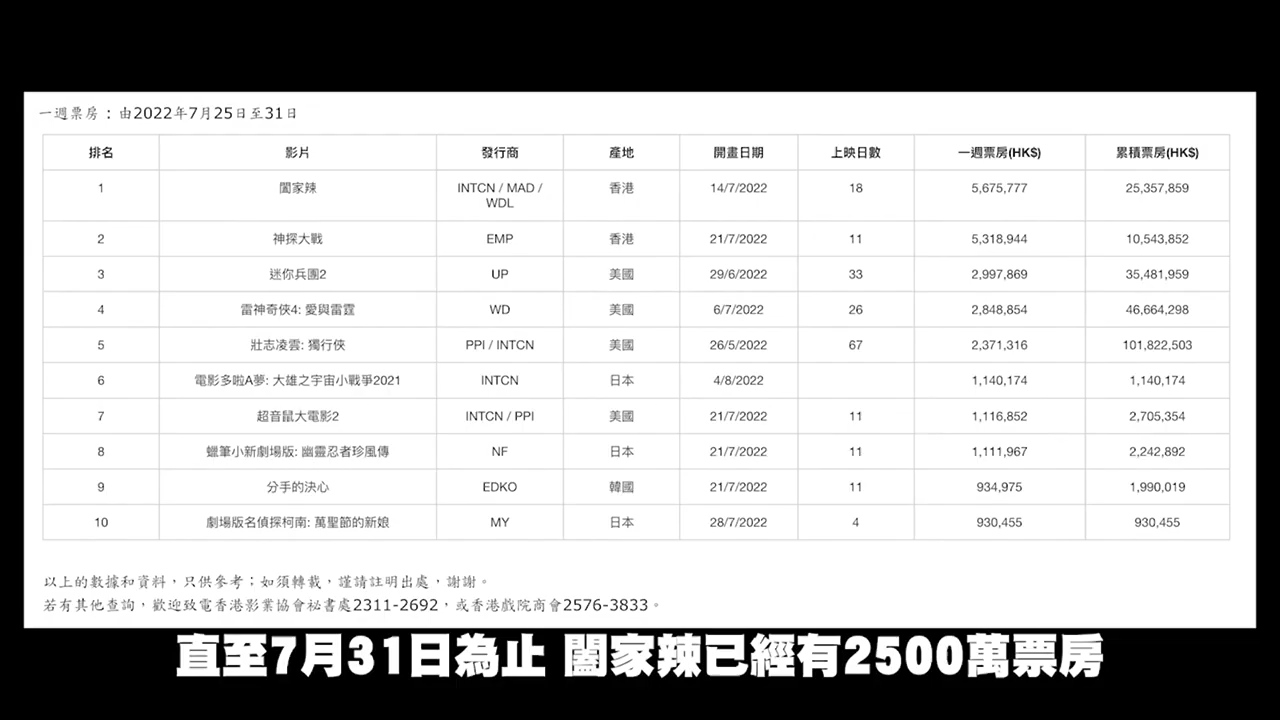 一週票房：由2022年7月25日至31日
排名 影片 發行商 產地 開畫日期 上映日數 一週票房(HK$) 累積票房(HK$)
1 闔家辣 INTCN / MAD / WDL 香港 14/7/2022 18 5,675,777 25,357,859
2 神探大戰 EMP 香港 21/7/2022 11 5,318,944 10,543,852
3 迷你兵團2 UP 美國 29/6/2022 33 2,997,869 35,481,959
4 雷神奇俠4: 愛與雷霆 WD 美國 6/7/2022 26 2,848,854 46,664,298
5 壯志凌雲: 獨行俠 PPI / INTCN 美國 26/5/2022 67 2,371,316 101,822,503
6 電影多啦A夢: 大雄之宇宙小戰爭2021 INTCN 日本 4/8/2022 1,140,174 1,140,174
7 超音鼠大電影2 INTCN / PPI 美國 21/7/2022 11 1,116,852 2,705,354
8 蠟筆小新劇場版: 幽靈忍者珍風傳 NF 日本 21/7/2022 11 1,111,967 2,242,892
9 分手的決心 EDKO 韓國 21/7/2022 11 934,975 1,990,019
10 劇場版名偵探柯南: 萬聖節的新娘 MY 日本 28/7/2022 4 930,455 930,455
以上的數據和資料，只供參考；如須轉載，謹請註明出處，謝謝。
若有其他查詢，歡迎致電香港影業協會祕書處2311-2692，或香港戲院商會2576-3833。
直至7月31日為止 闔家辣已經有2500萬票房